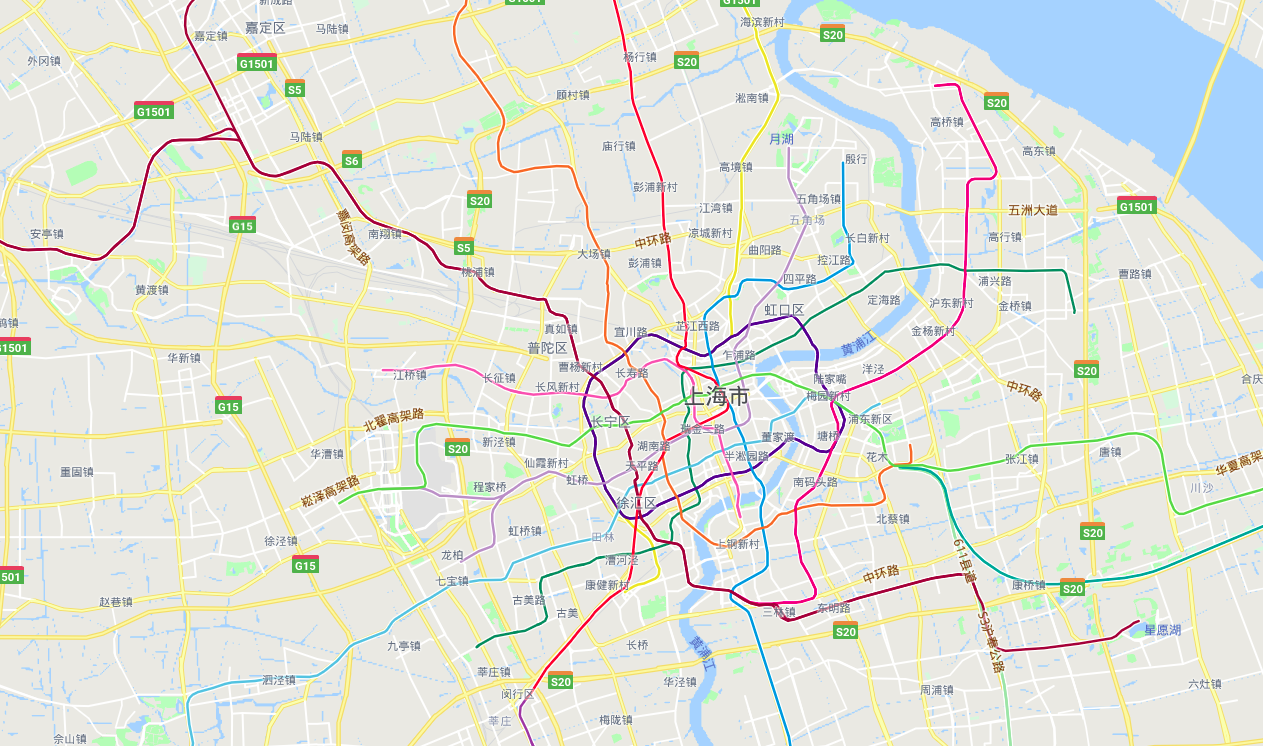 新成路
G1501
G1501
嘉定区
马陆镇
海滨新村
嘉定镇
S20
杨行镇
外冈镇
G1501
S20
S5
顾村镇
淞南镇
S20
G1501
高桥镇
马陆镇
月湖
庙行镇
高东镇
S6
殷行
高境镇
彭浦新村
S20
五角场镇
G1501
江湾镇
五洲大道
五角场
G15
嘉闵高架路
安亭镇
南翔镇
凉城新村
长白新村
高行镇
中环路
S5
大场镇
曲阳路
控江路
彭浦镇
桃浦镇
曹路镇
四平路
浦兴路
黄渡镇
定海路
沪东新村
金桥镇
虹口区
鹤镇
真如镇
宜川路
芷江西路
金杨新村
G1501
普陀区
黄浦江
华新镇
乍浦路
曹杨新村
洋泾
S20
江桥镇
长征镇
长寿路
陆家嘴
合庆
长风新村
上海市
梅园新村
中环路
G15
北翟高架路
长宁区
浦东新区
瑞金二路
董家渡
塘桥
新泾镇
S20
湖南路
华漕镇
半淞园路
花木
张江镇
唐镇
仙霞新村
天平路
华夏高架
重固镇
虹桥
南码头路
程家桥
川沙
崧泽高架路
徐汇区
北蔡镇
虹桥镇
S20
徐泾镇
田林
上钢新村
龙柏
漕河泾
611县道
G15
中环路
501
七宝镇
康健新村
康桥镇
S20
赵巷镇
古美路
古美
三林镇
东明路
S20
星愿湖
S3沪奉公路
九亭镇
长桥
黄浦江
莘庄镇
泗泾镇
S20
华泾镇
六灶镇
闵行区
周浦镇
莘庄
梅陇镇
佘山镇